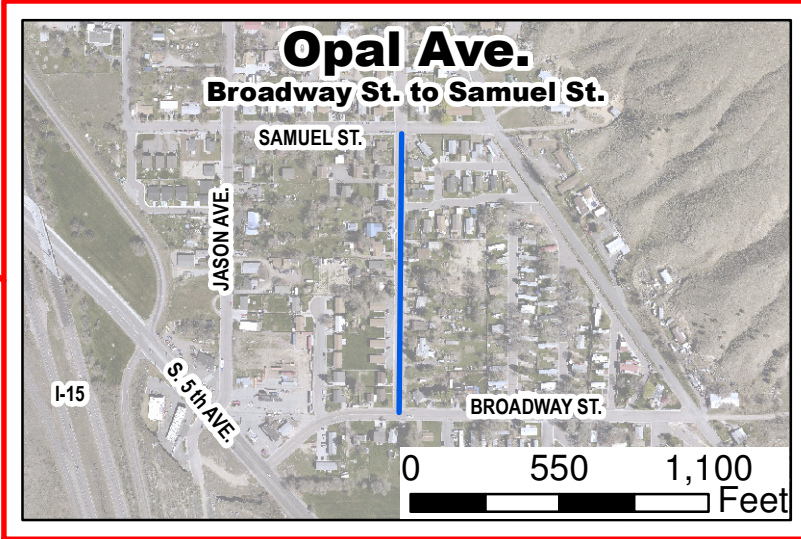 Opal Ave.
Broadway St. to Samuel St.
SAMUEL ST.
JASON AVE.
I-15
S. 5th AVE.
BROADWAY ST.
0 550 1,100
Feet